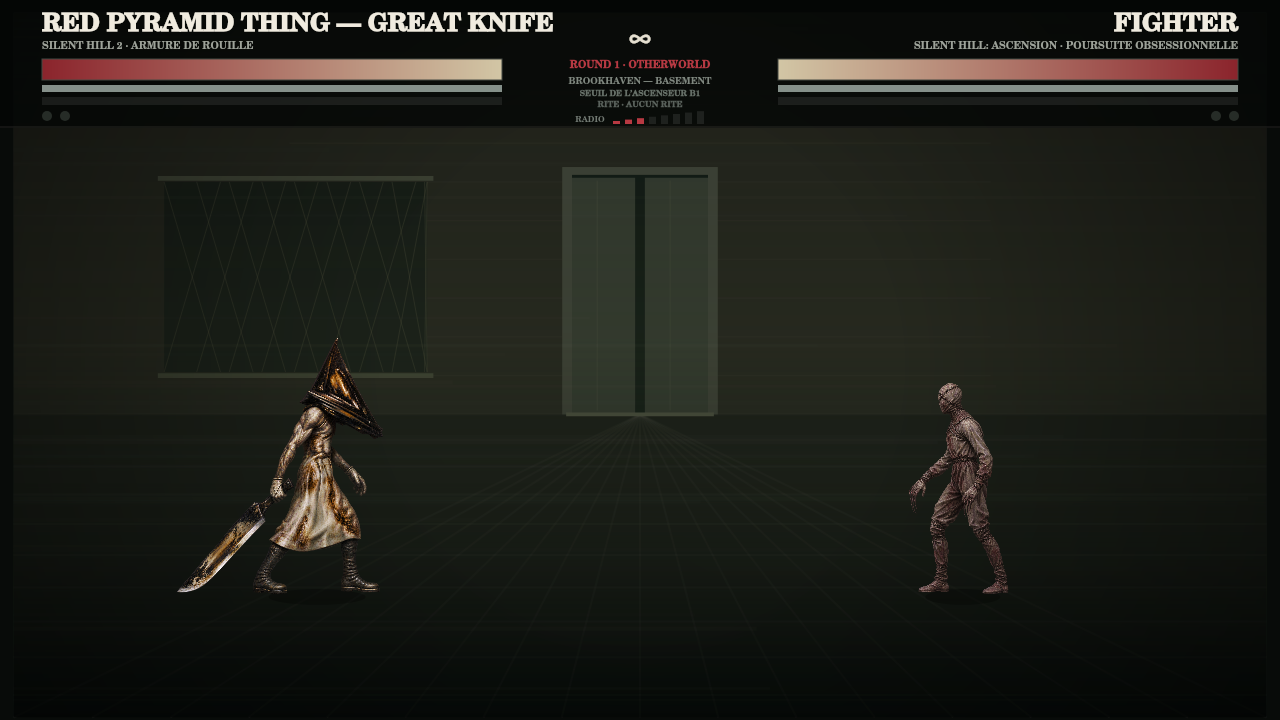 RED PYRAMID THING — GREAT KNIFE
SILENT HILL 2 · ARMURE DE ROUILLE
∞
ROUND 1 · OTHERWORLD
BROOKHAVEN — BASEMENT
SEUIL DE L'ASCENSEUR B1
RITE · AUCUN RITE
RADIO
FIGHTER
SILENT HILL: ASCENSION · POURSUITE OBSESSIONNELLE